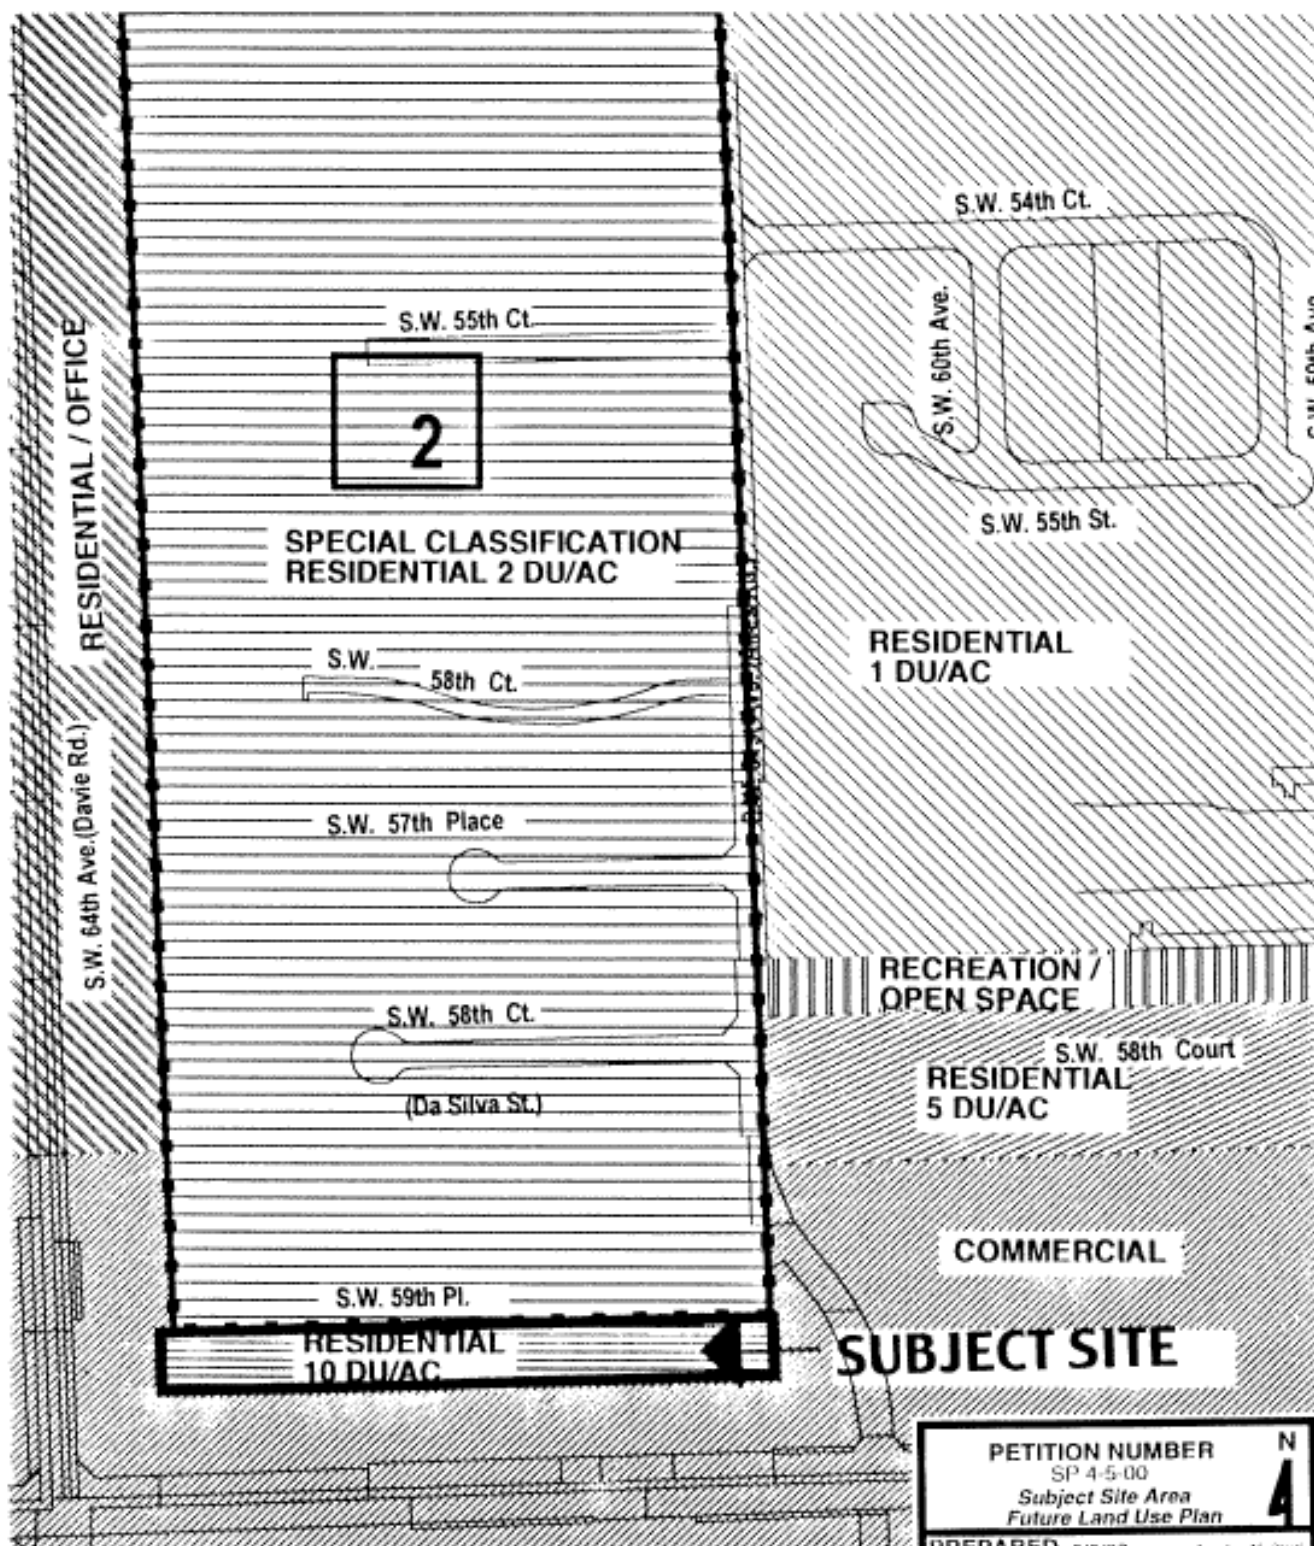 S.W. 54th Ct.
S.W. 60th Ave.
S.W. 55th Ct.
2
RESIDENTIAL / OFFICE
S.W. 55th St.
SPECIAL CLASSIFICATION
RESIDENTIAL 2 DU/AC
RESIDENTIAL
1 DU/AC
S.W.
58th Ct.
S.W. 64th Ave.(Davie Rd.)
S.W. 57th Place
RECREATION /
OPEN SPACE
S.W. 58th Ct.
S.W. 58th Court
RESIDENTIAL
5 DU/AC
(Da Silva St.)
COMMERCIAL
S.W. 59th Pl.
RESIDENTIAL
10 DU/AC
SUBJECT SITE
PETITION NUMBER
N
SP 4-5-00
Subject Site Area
Future Land Use Plan
PREPARED